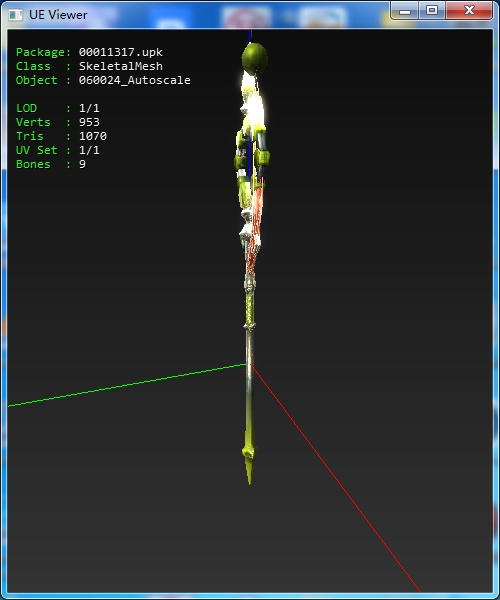 UE Viewer
Package: 00011317.upk
Class : SkeletalMesh
Object : 060024_Autoscale
LOD : 1/1
Verts : 953
Tris : 1070
UV Set : 1/1
Bones : 9